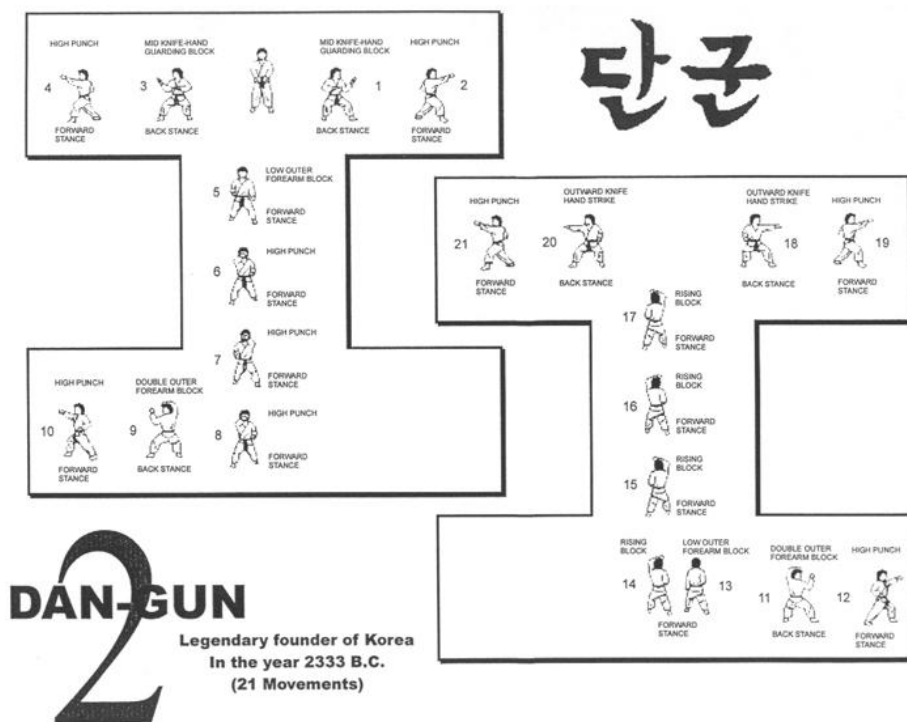 단군
HIGH PUNCH
MID KNIFE-HAND
GUARDING BLOCK
MID KNIFE-HAND
GUARDING BLOCK
HIGH PUNCH
4
3
1
2
FORWARD
STANCE
BACK STANCE
BACK STANCE
FORWARD
STANCE
5
LOW OUTER
FOREARM BLOCK
FORWARD
STANCE
6
HIGH PUNCH
FORWARD
STANCE
7
HIGH PUNCH
FORWARD
STANCE
HIGH PUNCH
DOUBLE OUTER
FOREARM BLOCK
HIGH PUNCH
10
9
8
FORWARD
STANCE
BACK STANCE
FORWARD
STANCE
HIGH PUNCH
OUTWARD KNIFE
HAND STRIKE
OUTWARD KNIFE
HAND STRIKE
HIGH PUNCH
21
20
18
19
FORWARD
STANCE
BACK STANCE
BACK STANCE
FORWARD
STANCE
17
RISING
BLOCK
FORWARD
STANCE
16
RISING
BLOCK
FORWARD
STANCE
15
RISING
BLOCK
FORWARD
STANCE
RISING
BLOCK
LOW OUTER
FOREARM BLOCK
DOUBLE OUTER
FOREARM BLOCK
HIGH PUNCH
14
13
11
12
FORWARD
STANCE
BACK STANCE
FORWARD
STANCE
2
DAN-GUN
Legendary founder of Korea
In the year 2333 B.C.
(21 Movements)